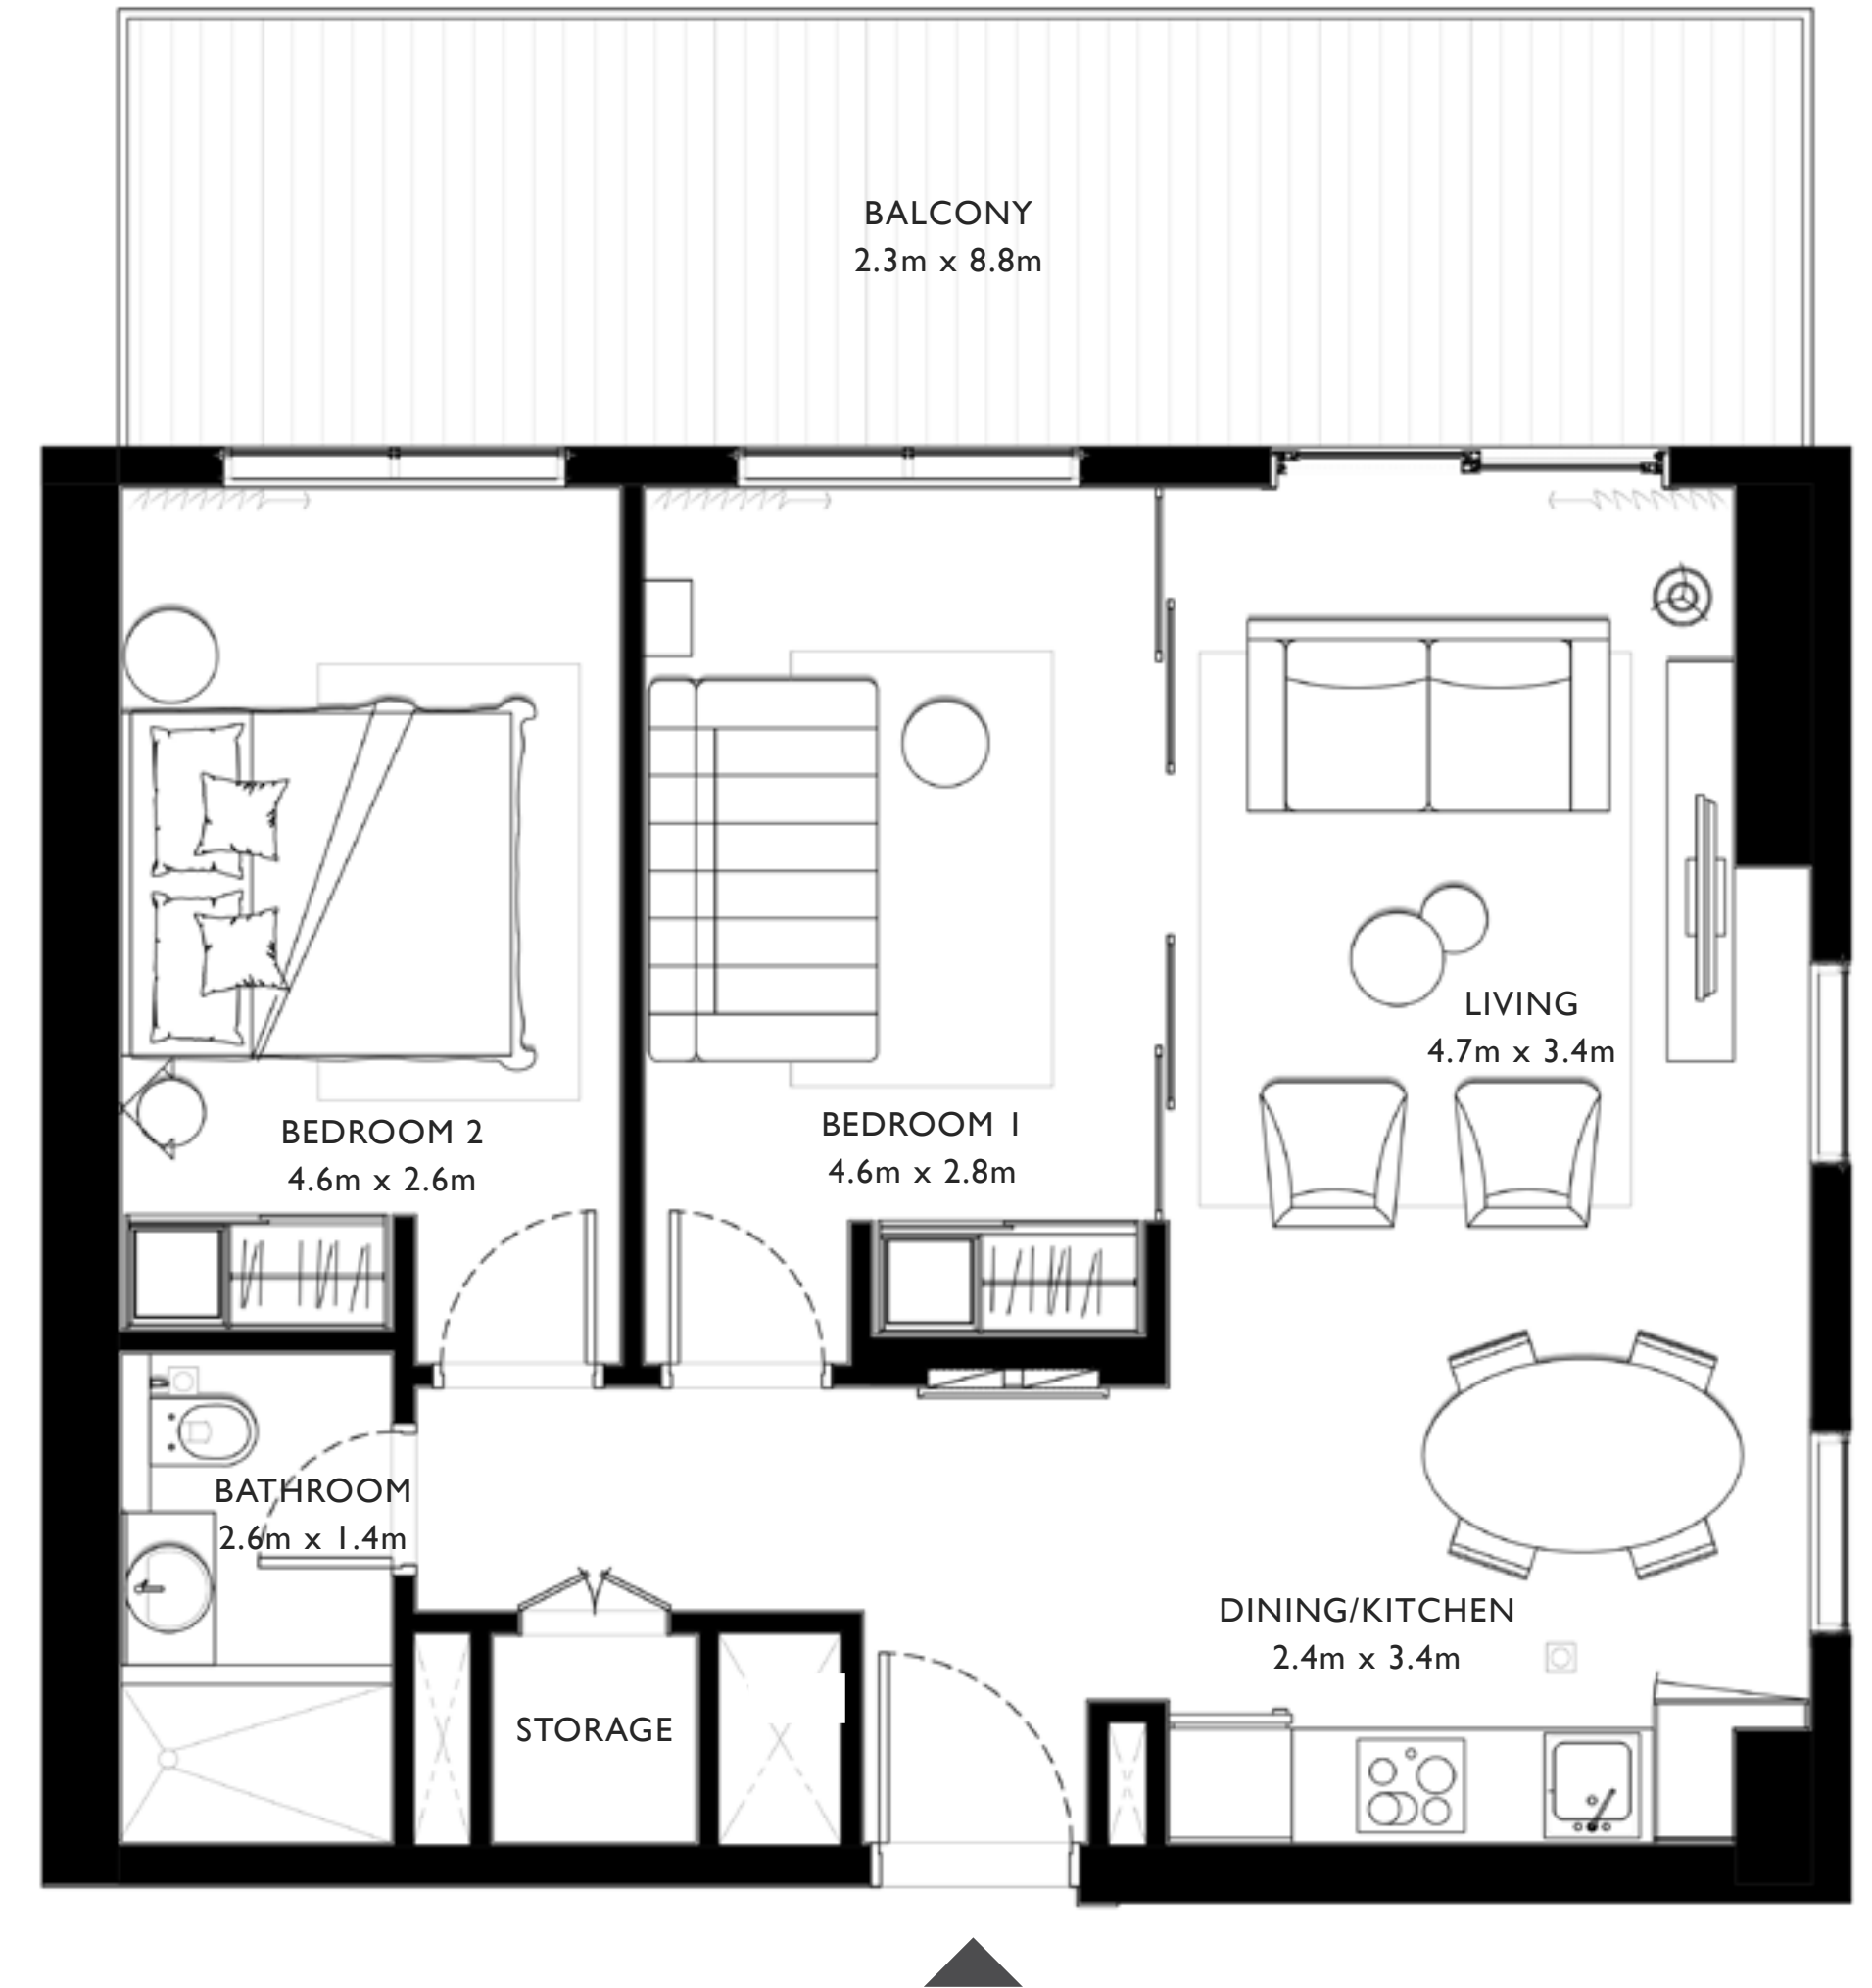 BALCONY
2.3m x 8.8m
LIVING
4.7m x 3.4m
BEDROOM 2
4.6m x 2.6m
BEDROOM 1
4.6m x 2.8m
BATHROOM
2.6m x 1.4m
DINING/KITCHEN
2.4m x 3.4m
STORAGE